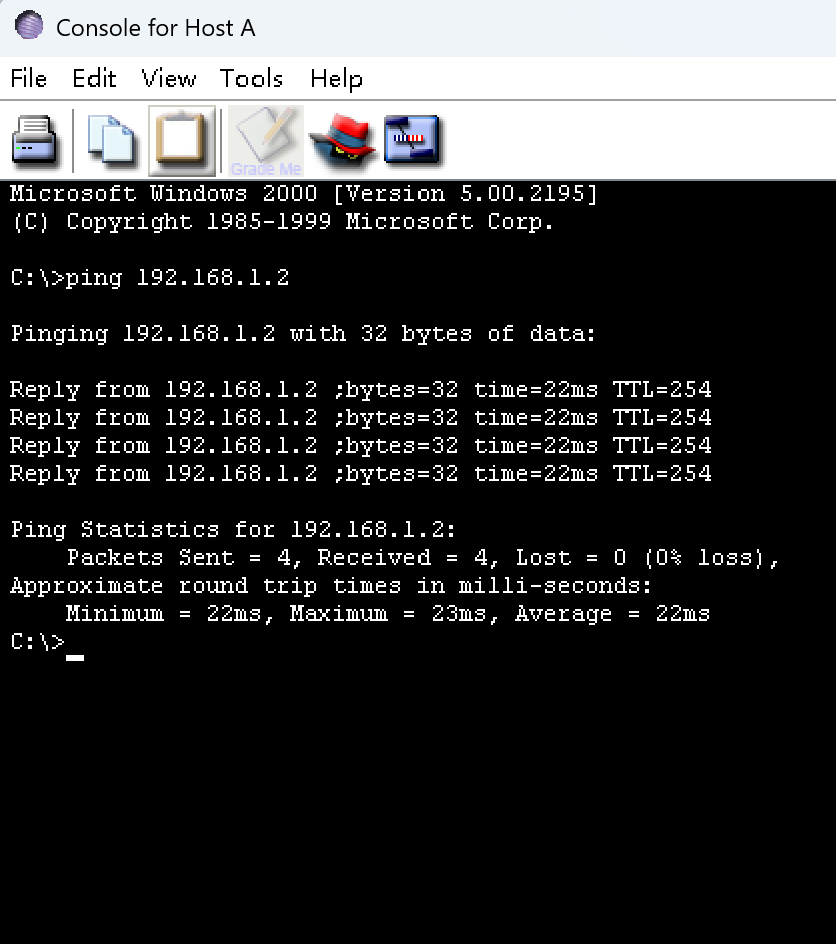 Console for Host A
File Edit View Tools Help
Grade Me
Microsoft Windows 2000 [Version 5.00.2195]
(C) Copyright 1985-1999 Microsoft Corp.
C:\>ping 192.168.1.2
Pinging 192.168.1.2 with 32 bytes of data:
Reply from 192.168.1.2 ;bytes=32 time=22ms TTL=254
Reply from 192.168.1.2 ;bytes=32 time=22ms TTL=254
Reply from 192.168.1.2 ;bytes=32 time=22ms TTL=254
Reply from 192.168.1.2 ;bytes=32 time=22ms TTL=254
Ping Statistics for 192.168.1.2:
    Packets Sent = 4, Received = 4, Lost = 0 (0% loss),
Approximate round trip times in milli-seconds:
    Minimum = 22ms, Maximum = 23ms, Average = 22ms
C:\>